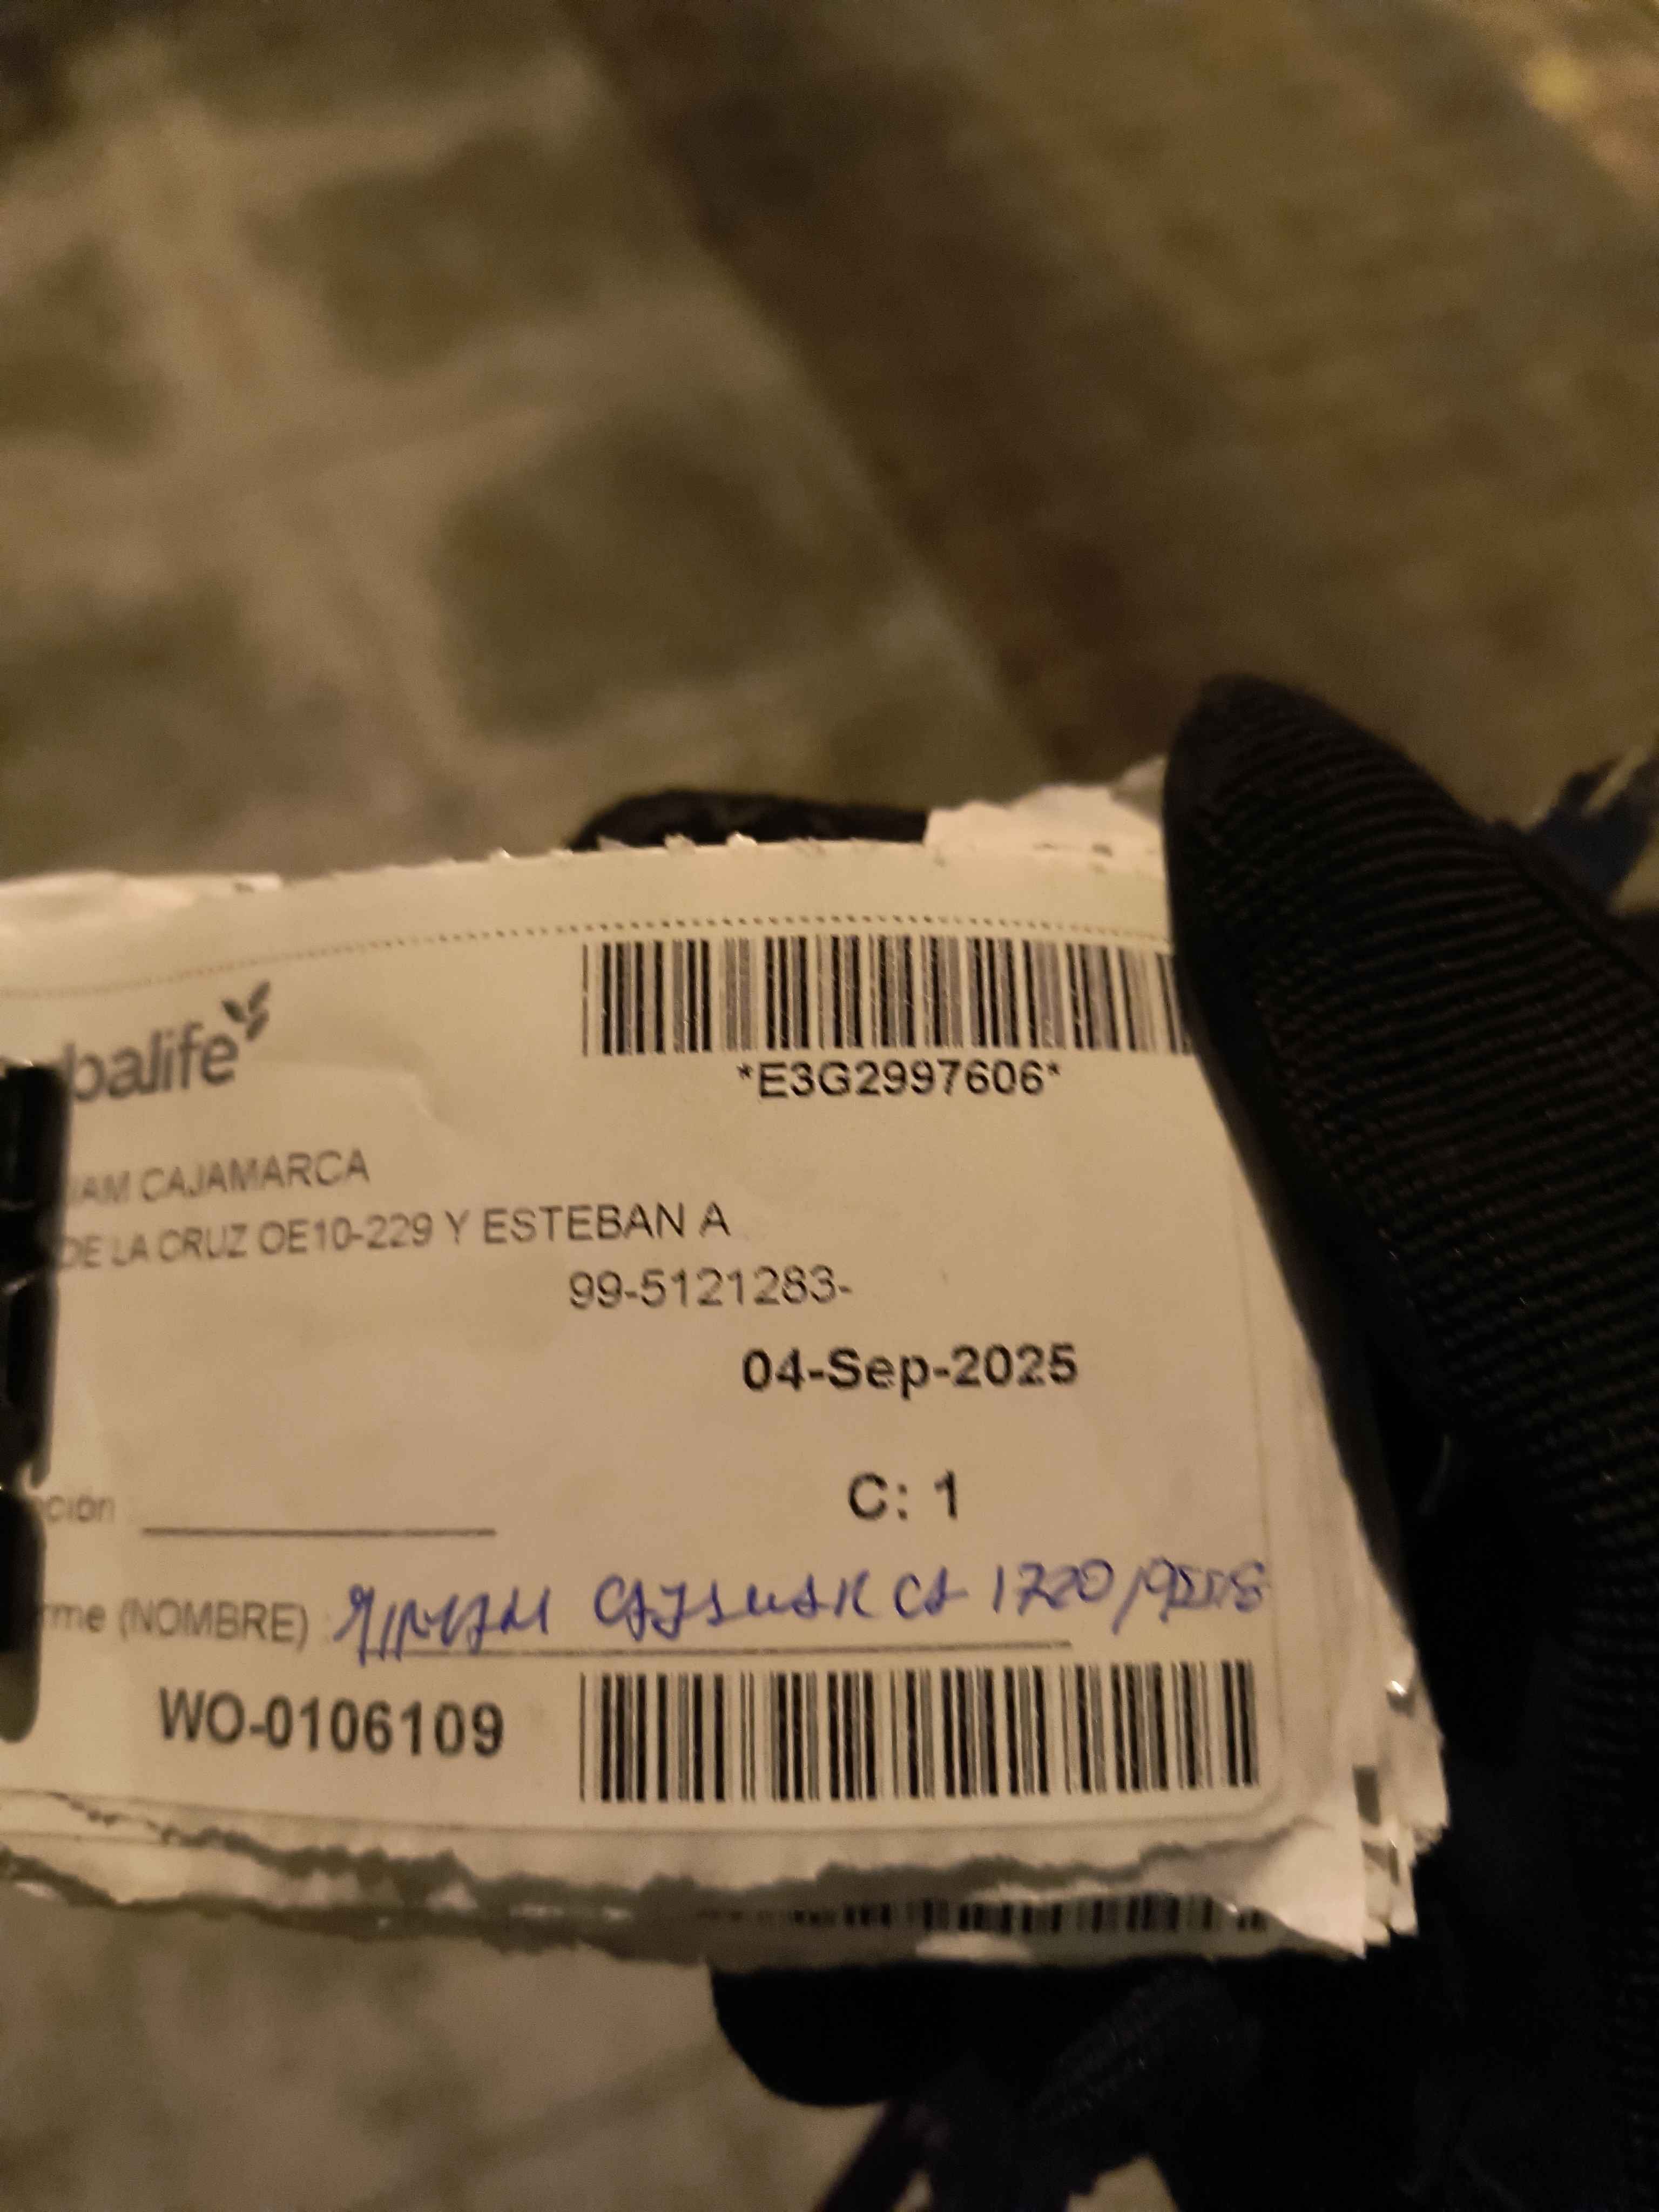 balife
*E3G2997606*
IAM CAJAMARCA
DE LA CRUZ OE10-229 Y ESTEBAN A
99-5121283-
04-Sep-2025
C: 1
ción
rme (NOMBRE) CAJAMARCA
WO-0106109